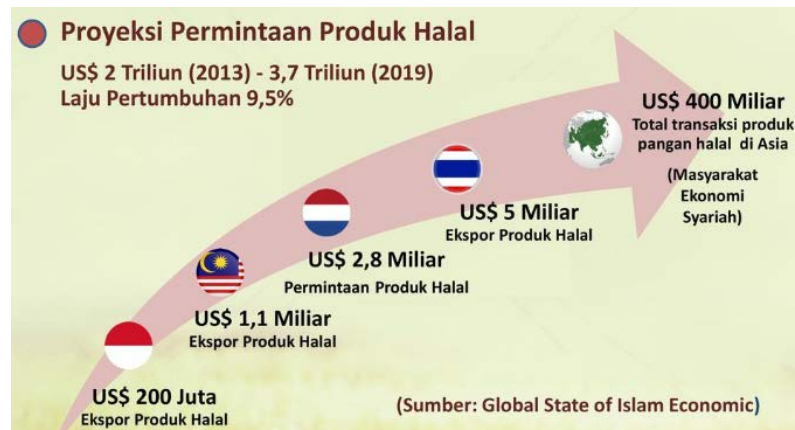 Proyeksi Permintaan Produk Halal
US$ 2 Triliun (2013) - 3,7 Triliun (2019)
Laju Pertumbuhan 9,5%
US$ 400 Miliar
Total transaksi produk
pangan halal di Asia
(Masyarakat
Ekonomi
Syariah)
US$ 5 Miliar
Ekspor Produk Halal
US$ 2,8 Miliar
Permintaan Produk Halal
US$ 1,1 Miliar
Ekspor Produk Halal
US$ 200 Juta
Ekspor Produk Halal
(Sumber: Global State of Islam Economic)